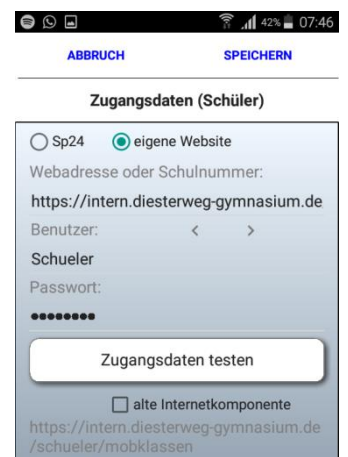 42% 07:46
ABBRUCH SPEICHERN
Zugangsdaten (Schüler)
Sp24 eigene Website
Webadresse oder Schulnummer:
https://intern.diesterweg-gymnasium.de
Benutzer: < >
Schueler
Passwort:
••••••••
Zugangsdaten testen
alte Internetkomponente
https://intern.diesterweg-gymnasium.de
/schueler/mobklassen